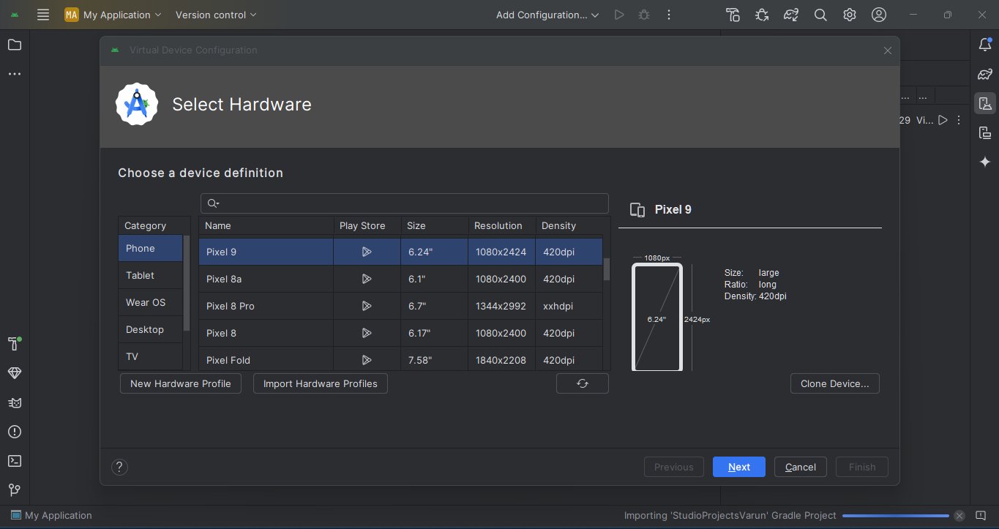 MA My Application Version control Add Configuration...
Virtual Device Configuration
Select Hardware
... ...
29 Vi...
Choose a device definition
Pixel 9
Category Name Play Store Size Resolution Density
Phone Pixel 9 6.24" 1080x2424 420dpi
Tablet Pixel 8a 6.1" 1080x2400 420dpi
Wear OS Pixel 8 Pro 6.7" 1344x2992 xxhdpi
Desktop Pixel 8 6.17" 1080x2400 420dpi
TV Pixel Fold 7.58" 1840x2208 420dpi
1080px
6.24"
2424px
Size: large
Ratio: long
Density: 420dpi
New Hardware Profile Import Hardware Profiles Clone Device...
? Previous Next Cancel Finish
My Application Importing 'StudioProjectsVarun' Gradle Project